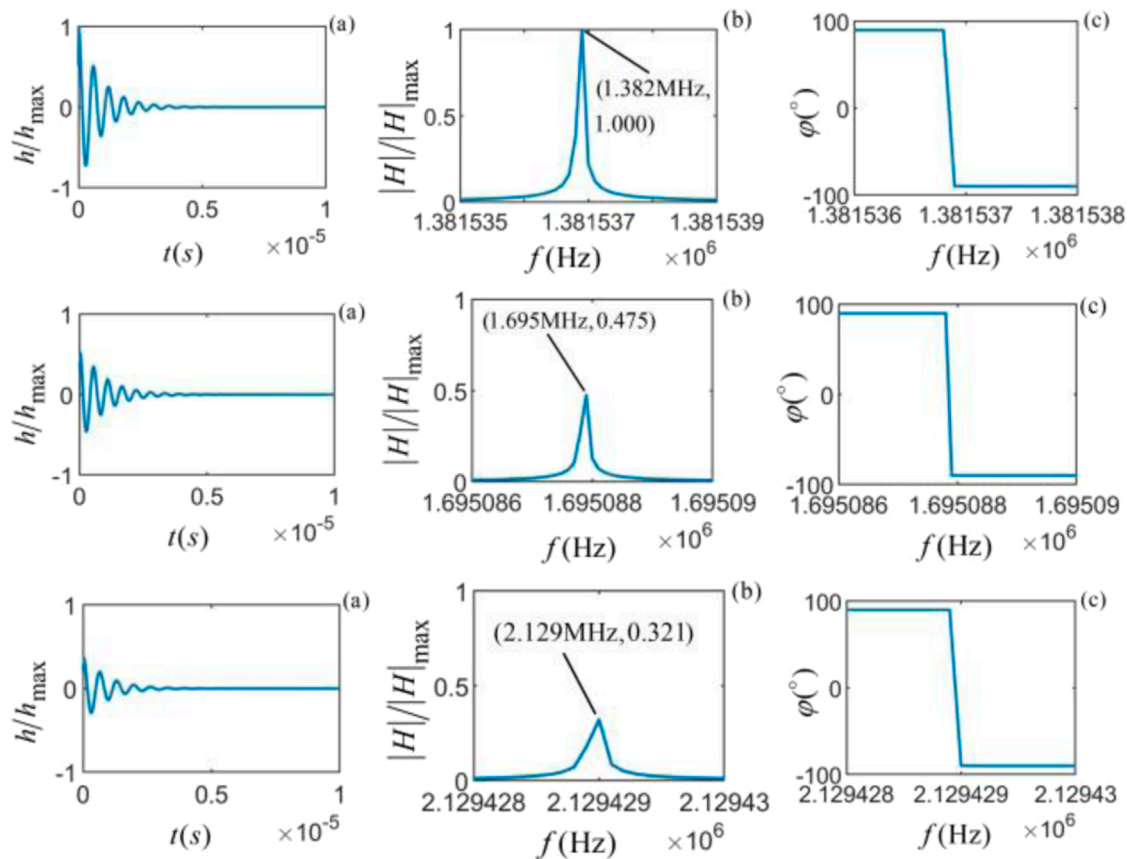 (a)
1
0
-1
h/h_max
0
0.5
1
t(s)
×10^-5
(b)
1
0.5
0
|H|/|H|_max
(1.382MHz,
1.000)
1.381535
1.381537
1.381539
f(Hz)
×10^6
(c)
100
0
-100
φ(°)
1.381536
1.381537
1.381538
f(Hz)
×10^6
(a)
1
0
-1
h/h_max
0
0.5
1
t(s)
×10^-5
(b)
1
0.5
0
|H|/|H|_max
(1.695MHz, 0.475)
1.695086
1.695088
1.69509
f(Hz)
×10^6
(c)
100
0
-100
φ(°)
1.695086
1.695088
1.69509
f(Hz)
×10^6
(a)
1
0
-1
h/h_max
0
0.5
1
t(s)
×10^-5
(b)
1
0.5
0
|H|/|H|_max
(2.129MHz, 0.321)
2.129428
2.129429
2.12943
f(Hz)
×10^6
(c)
100
0
-100
φ(°)
2.129428
2.129429
2.12943
f(Hz)
×10^6